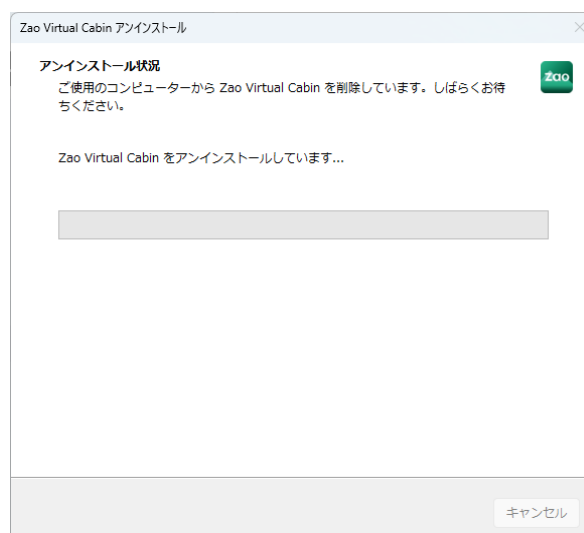 Zao Virtual Cabin アンインストール
アンインストール状況
ご使用のコンピューターから Zao Virtual Cabin を削除しています。しばらくお待
ちください。
zao
Zao Virtual Cabin をアンインストールしています...
キャンセル